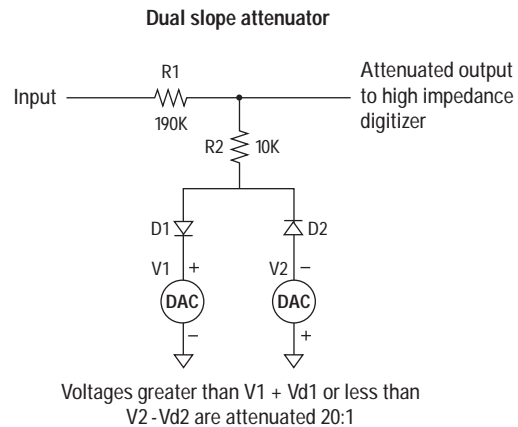 Dual slope attenuator
Input
R1
190K
Attenuated output
to high impedance
digitizer
R2 10K
D1 D2
V1 + V2 –
DAC DAC
– +
Voltages greater than V1 + Vd1 or less than
V2 - Vd2 are attenuated 20:1